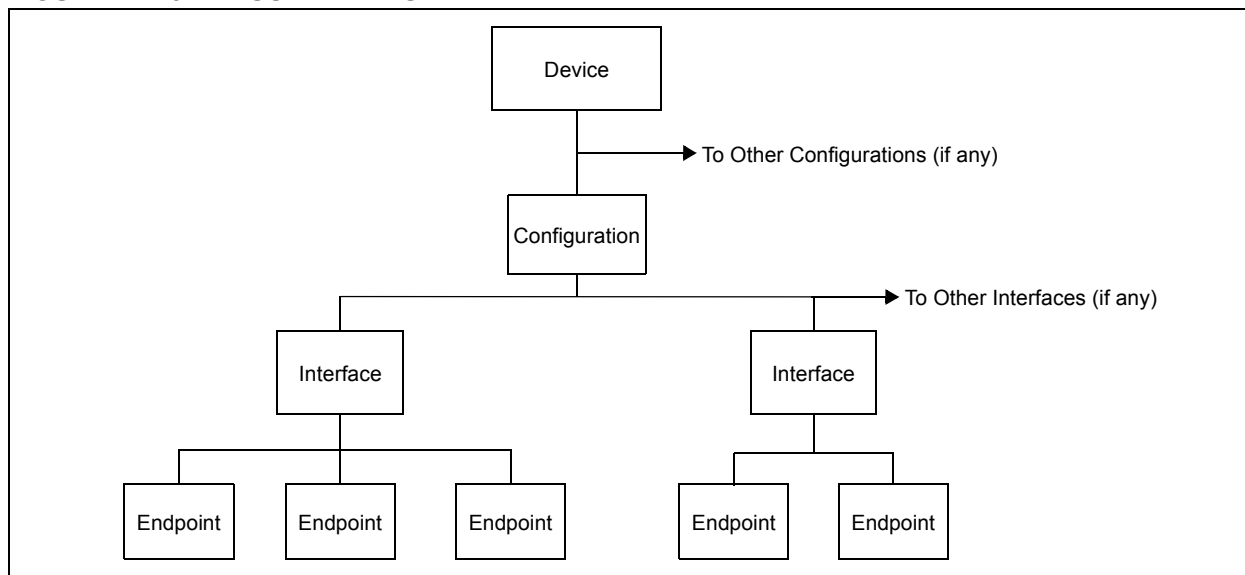 Device
To Other Configurations (if any)
Configuration
To Other Interfaces (if any)
Interface
Interface
Endpoint
Endpoint
Endpoint
Endpoint
Endpoint